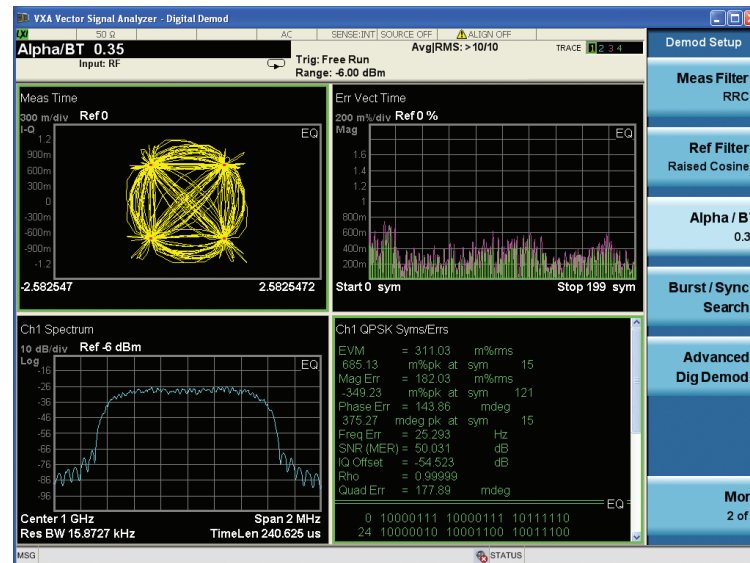 VXA Vector Signal Analyzer - Digital Demod
LXI 50 Ω AC SENSE:INT SOURCE OFF ALIGN OFF
Alpha/BT 0.35
Input: RF
Trig: Free Run
Range: -6.00 dBm
Avg|RMS: >10/10
TRACE 1 2 3 4
Meas Time
300 m/div Ref 0
I-Q
EQ
1.2
900m
600m
300m
0
-300m
-600m
-900m
-1.2
-2.582547 2.5825472
Err Vect Time
200 m%/div Ref 0 %
Mag
EQ
1.6
1.4
1.2
1
800m
600m
400m
200m
Start 0 sym Stop 199 sym
Ch1 Spectrum
10 dB/div Ref -6 dBm
Log
EQ
-16
-26
-36
-46
-56
-66
-76
-86
-96
Center 1 GHz Span 2 MHz
Res BW 15.8727 kHz TimeLen 240.625 us
Ch1 QPSK Syms/Errs
EVM = 311.03 m%rms
685.13 m%pk at sym 15
Mag Err = 182.03 m%rms
-349.23 m%pk at sym 121
Phase Err = 143.86 mdeg
375.27 mdeg pk at sym 15
Freq Err = 25.293 Hz
SNR (MER) = 50.031 dB
IQ Offset = -54.523 dB
Rho = 0.99999
Quad Err = 177.89 mdeg
EQ
0 10000111 10000111 10111110
24 10000010 10011100 10011100
Demod Setup
Meas Filter
RRC
Ref Filter
Raised Cosine
Alpha / B
0.3
Burst / Sync
Search
Advanced
Dig Demod
Mor
2 of
MSG STATUS